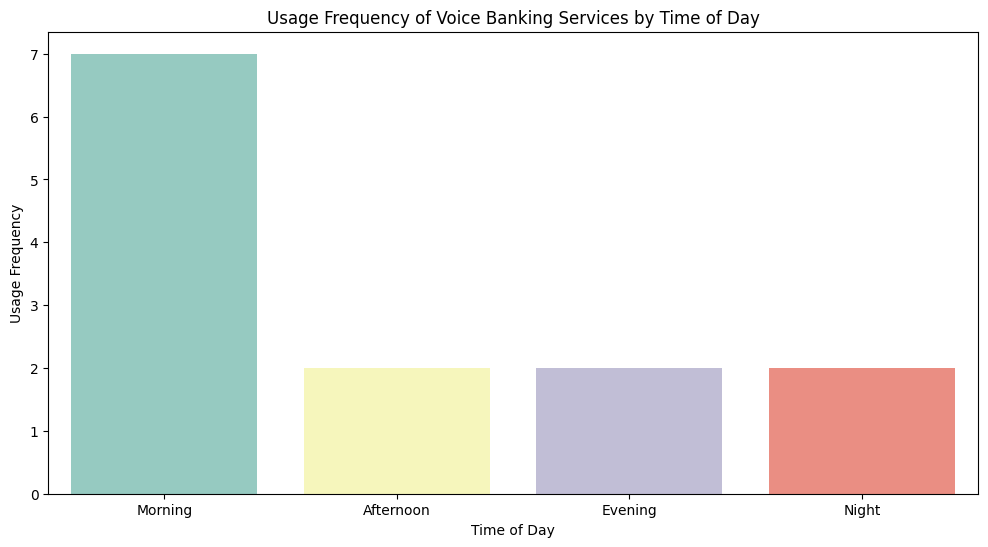 Usage Frequency of Voice Banking Services by Time of Day
Usage Frequency
7
6
5
4
3
2
1
0
Morning Afternoon Evening Night
Time of Day